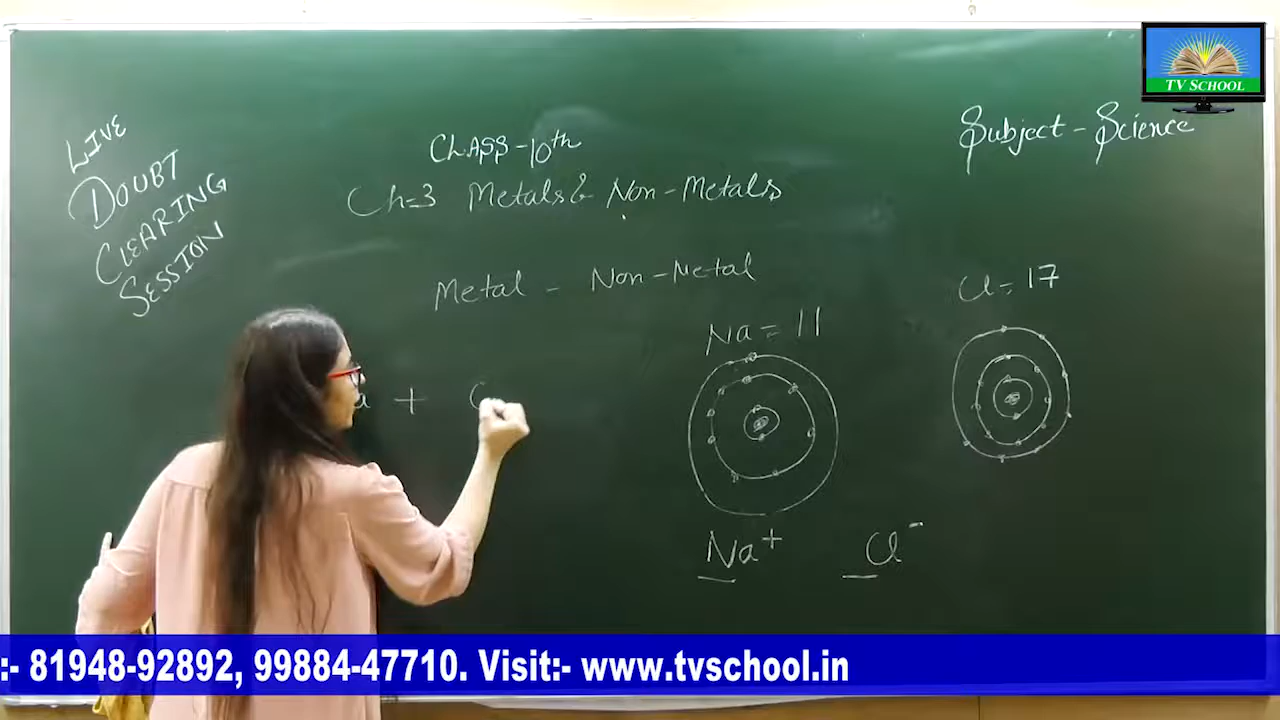 TV SCHOOL
LIVE
DOUBT
CLEARING
SESSION
CLASS-10th
Subject - Science
Ch=3 Metals & Non-Metals
Metal - Non-Metal
Cl = 17
Na = 11
+
Na+ Cl-
:- 81948-92892, 99884-47710. Visit:- www.tvschool.in